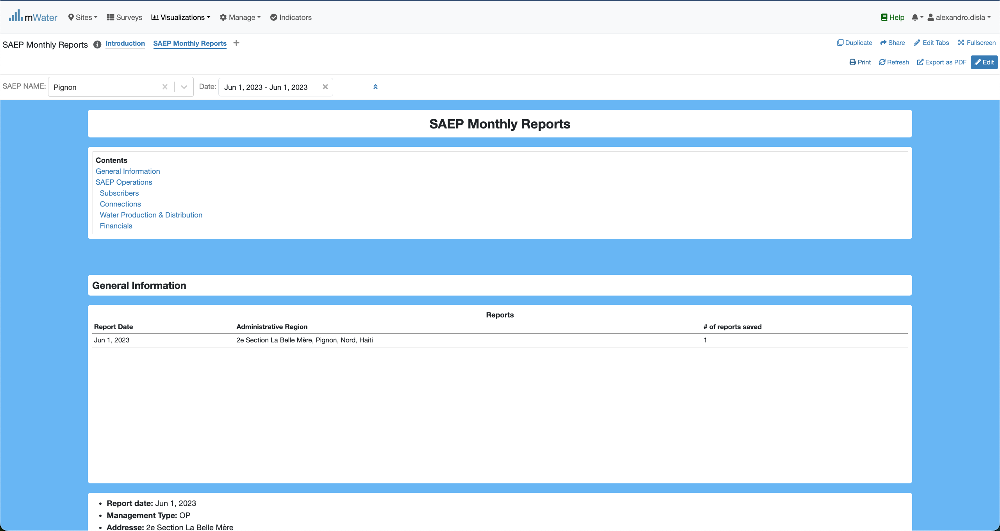 mWater Sites Surveys Visualizations Manage Indicators Help alexandro.disla
SAEP Monthly Reports Introduction SAEP Monthly Reports Duplicate Share Edit Tabs Fullscreen
Print Refresh Export as PDF Edit
SAEP NAME: Pignon Date: Jun 1, 2023 - Jun 1, 2023
SAEP Monthly Reports
Contents
General Information
SAEP Operations
Subscribers
Connections
Water Production & Distribution
Financials
General Information
Reports
Report Date Administrative Region # of reports saved
Jun 1, 2023 2e Section La Belle Mère, Pignon, Nord, Haiti 1
• Report date: Jun 1, 2023
• Management Type: OP
• Addresse: 2e Section La Belle Mère